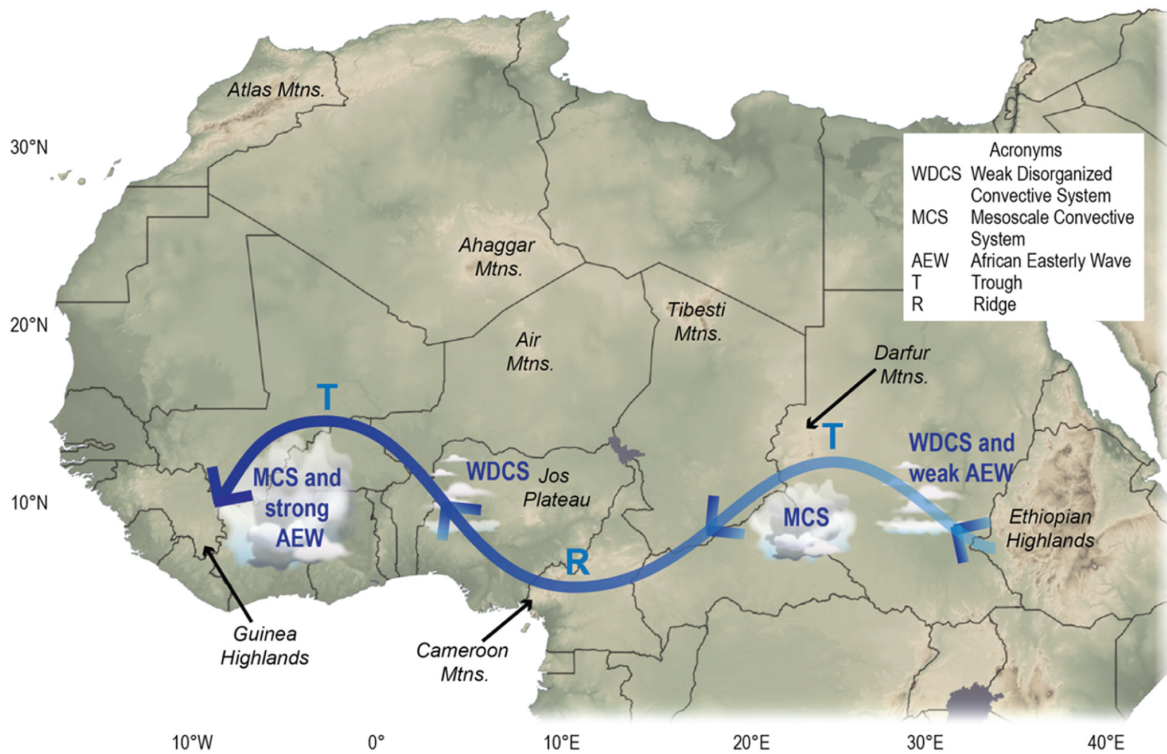 Atlas Mtns.
30°N
Acronyms
WDCS Weak Disorganized
Convective System
MCS Mesoscale Convective
System
AEW African Easterly Wave
T Trough
R Ridge
Ahaggar
Mtns.
Tibesti
Mtns.
20°N
Air
Mtns.
Darfur
Mtns.
T
T
WDCS and
weak AEW
WDCS
Jos
Plateau
MCS and
strong
AEW
10°N
MCS
Ethiopian
Highlands
R
Guinea
Highlands
Cameroon
Mtns.
10°W
0°
10°E
20°E
30°E
40°E